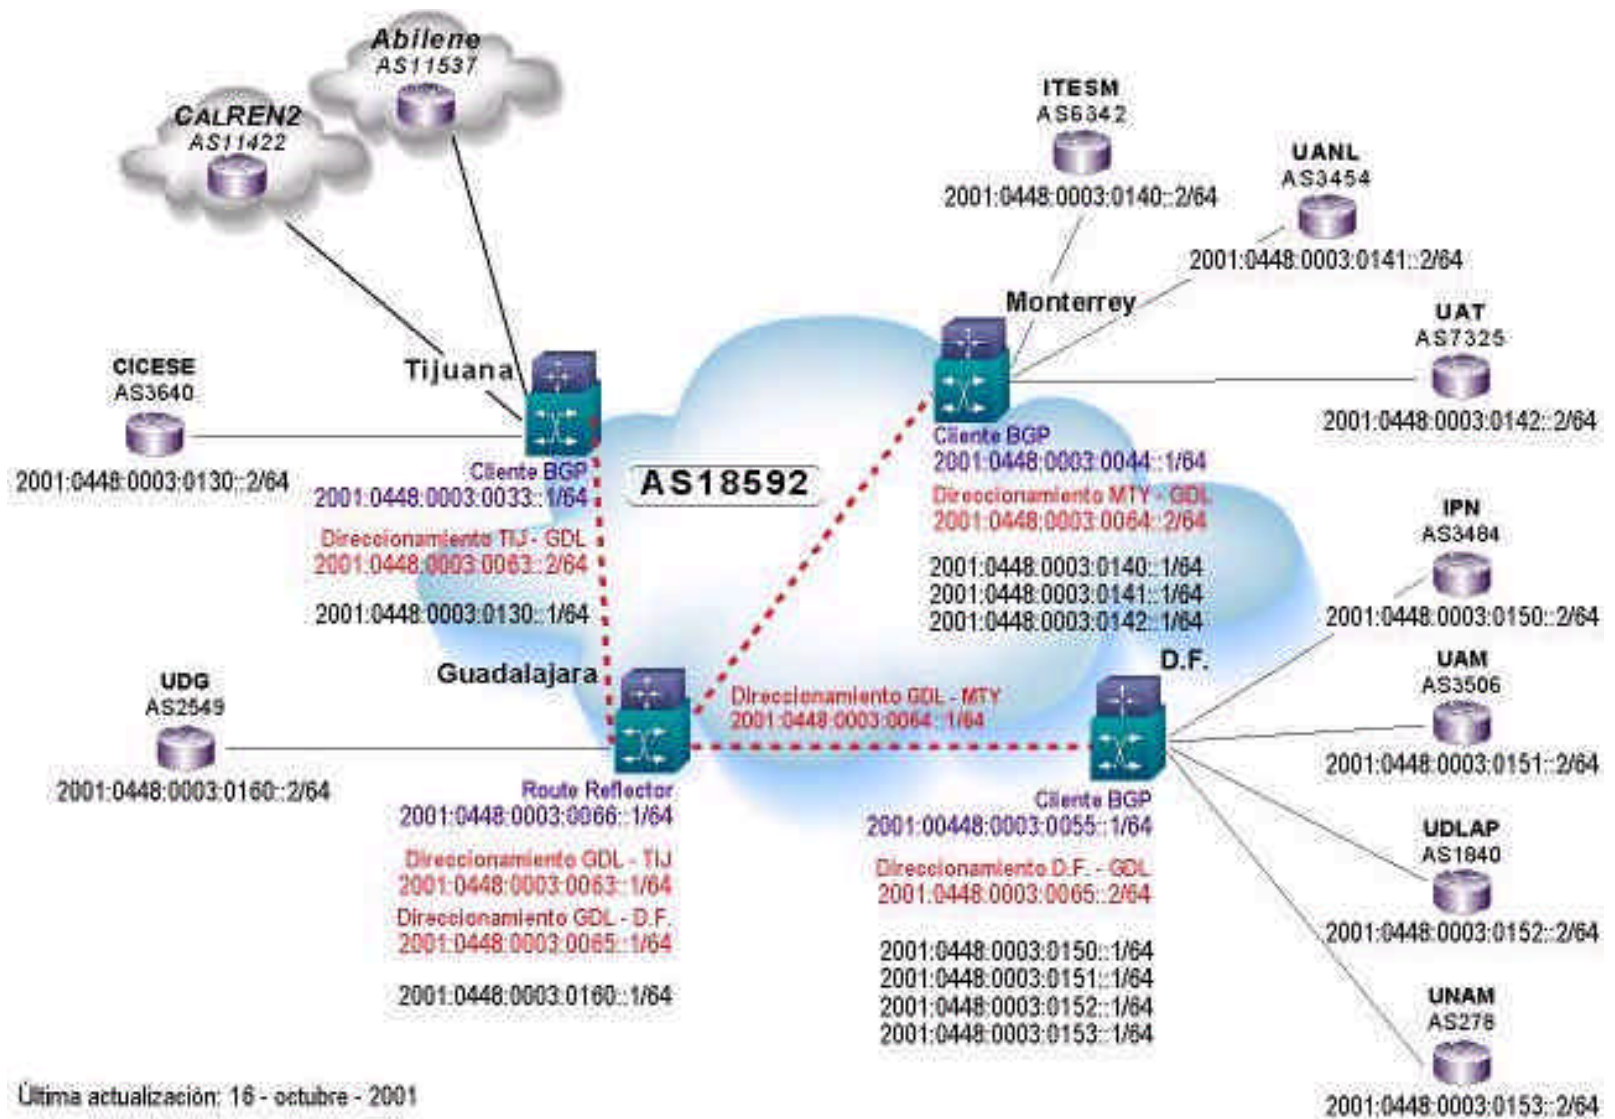 Abilene
AS11537
CALREN2
AS11422
ITESM
AS6342
2001:0448:0003:0140::2/64
UANL
AS3454
2001:0448:0003:0141::2/64
Monterrey
UAT
AS7325
2001:0448:0003:0142::2/64
Tijuana
CICESE
AS3640
2001:0448:0003:0130::2/64
Cliente BGP
2001:0448:0003:0033::1/64
Direccionamiento TIJ - GDL
2001:0448:0003:0063::2/64
2001:0448:0003:0130::1/64
AS18592
Cliente BGP
2001:0448:0003:0044::1/64
Direccionamiento MTY - GDL
2001:0448:0003:0064::2/64
2001:0448:0003:0140::1/64
2001:0448:0003:0141::1/64
2001:0448:0003:0142::1/64
IPN
AS3484
2001:0448:0003:0150::2/64
Guadalajara
UDG
AS2549
2001:0448:0003:0160::2/64
Direccionamiento GDL - MTY
2001:0448:0003:0064::1/64
D.F.
UAM
AS3506
2001:0448:0003:0151::2/64
Route Reflector
2001:0448:0003:0066::1/64
Direccionamiento GDL - TIJ
2001:0448:0003:0063::1/64
Direccionamiento GDL - D.F.
2001:0448:0003:0065::1/64
2001:0448:0003:0160::1/64
Cliente BGP
2001:00448:0003:0055::1/64
Direccionamiento D.F. - GDL
2001:0448:0003:0065::2/64
2001:0448:0003:0150::1/64
2001:0448:0003:0151::1/64
2001:0448:0003:0152::1/64
2001:0448:0003:0153::1/64
UDLAP
AS1840
2001:0448:0003:0152::2/64
UNAM
AS278
2001:0448:0003:0153::2/64
Última actualización: 16 - octubre - 2001